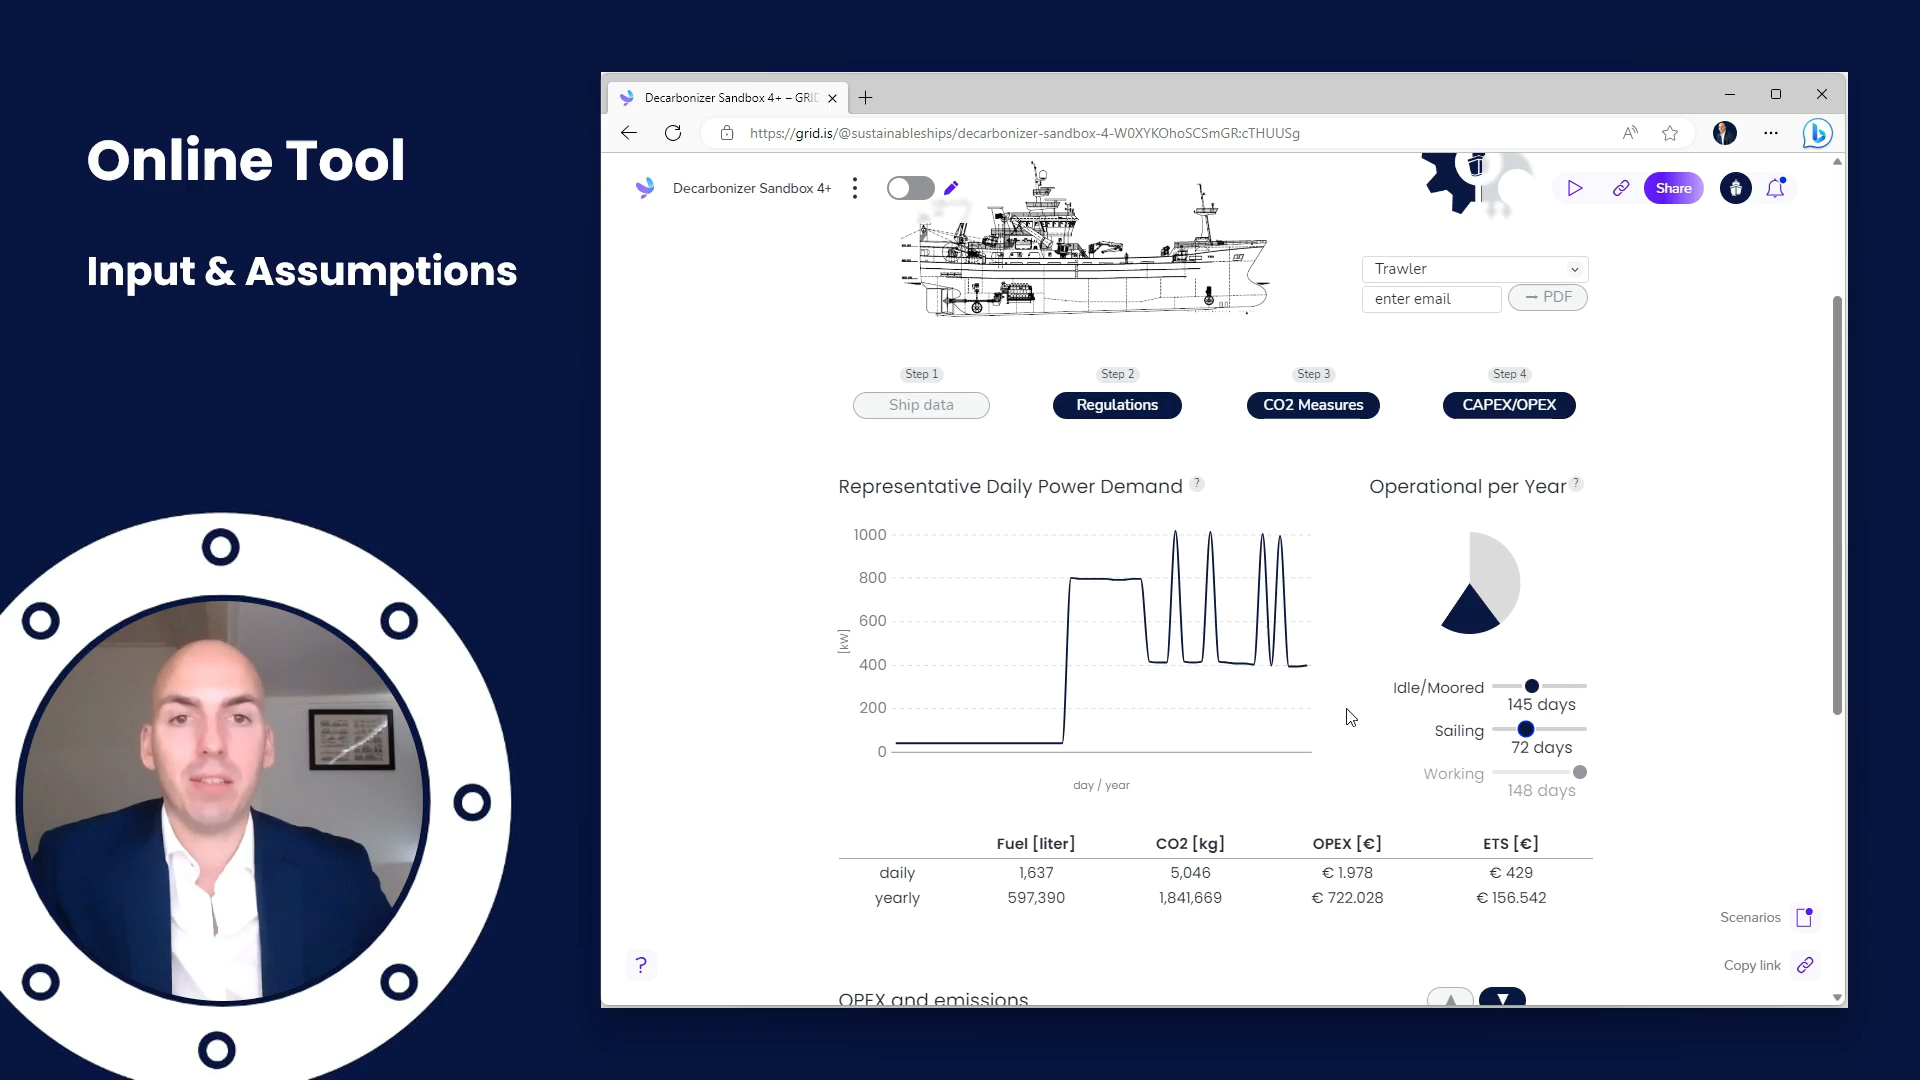 Online Tool
Input & Assumptions
Decarbonizer Sandbox 4+ – GRID
https://grid.is/@sustainableships/decarbonizer-sandbox-4-W0XYKOhoSCSmGR:cTHUUSg
Decarbonizer Sandbox 4+
Share
Trawler
enter email
→ PDF
Step 1
Step 2
Step 3
Step 4
Ship data
Regulations
CO2 Measures
CAPEX/OPEX
Representative Daily Power Demand ?
Operational per Year ?
1000
800
600
400
200
0
[kW]
day / year
Idle/Moored
145 days
Sailing
72 days
Working
148 days
Fuel [liter] CO2 [kg] OPEX [€] ETS [€]
daily 1,637 5,046 € 1.978 € 429
yearly 597,390 1,841,669 € 722.028 € 156.542
Scenarios
Copy link
?
OPEX and emissions